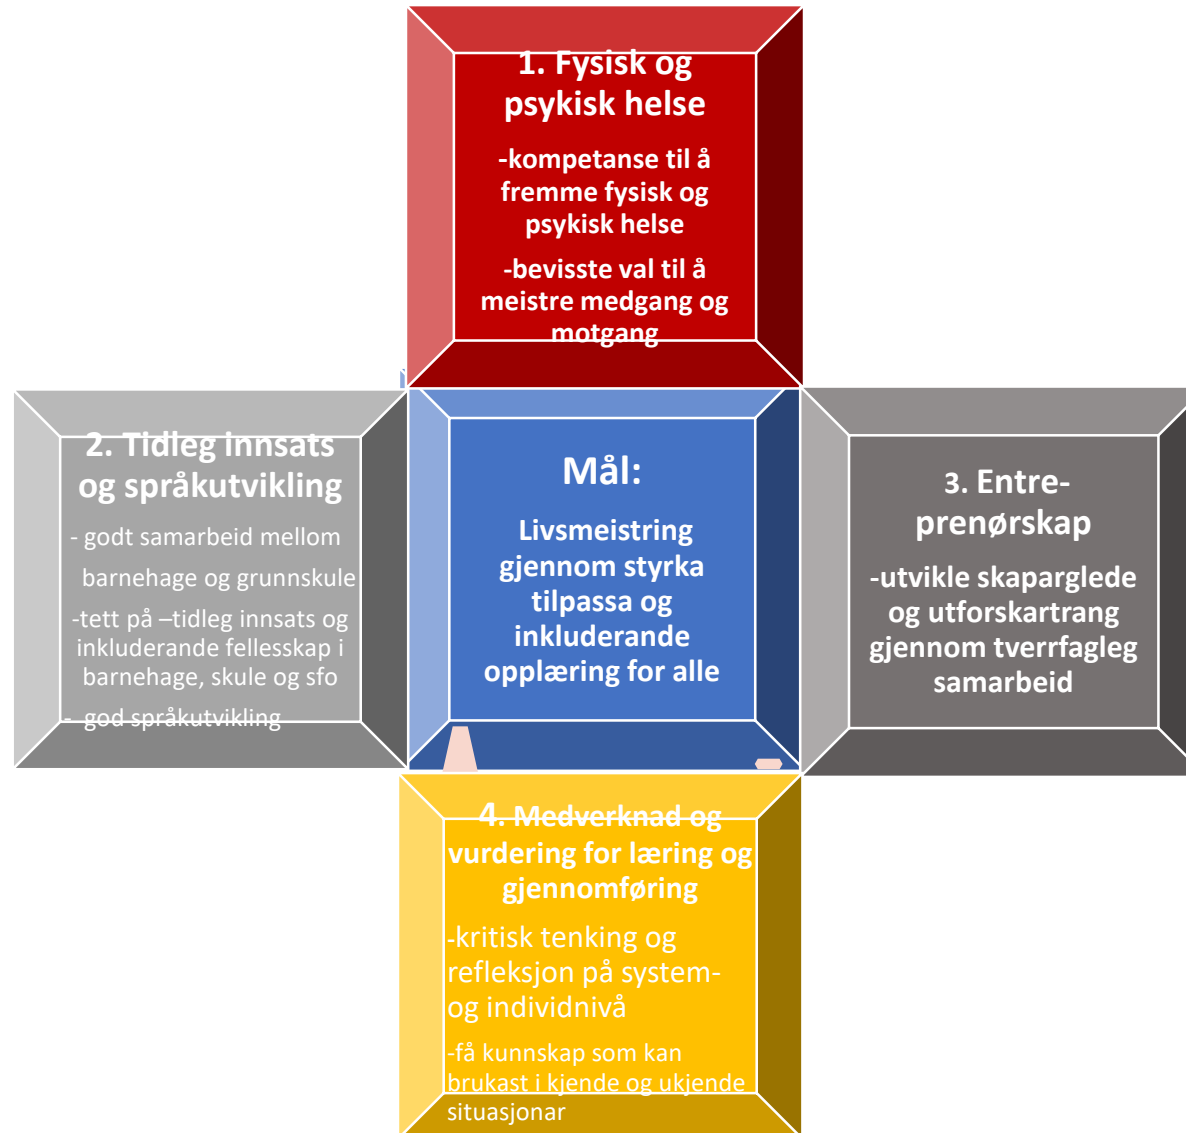 1. Fysisk og
psykisk helse
-kompetanse til å
fremme fysisk og
psykisk helse
-bevisste val til å
meistre medgang og
motgang
2. Tidleg innsats
og språkutvikling
- godt samarbeid mellom
barnehage og grunnskule
-tett på –tidleg innsats og
inkluderande fellesskap i
barnehage, skule og sfo
- god språkutvikling
Mål:
Livsmeistring
gjennom styrka
tilpassa og
inkluderande
opplæring for alle
3. Entre-
prenørskap
-utvikle skaparglede
og utforskartrang
gjennom tverrfagleg
samarbeid
4. Medverknad og
vurdering for læring og
gjennomføring
-kritisk tenking og
refleksjon på system-
og individnivå
-få kunnskap som kan
brukast i kjende og ukjende
situasjonar